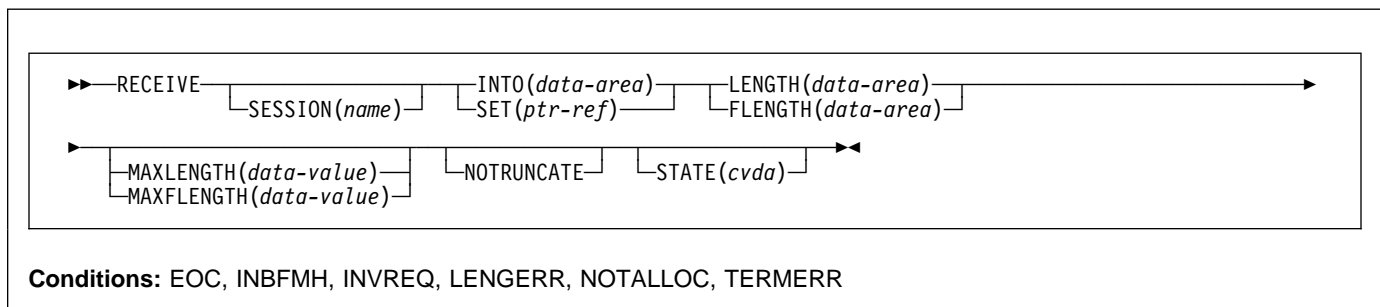 RECEIVE SESSION(name) INTO(data-area) SET(ptr-ref) LENGTH(data-area) FLENGTH(data-area)
MAXLENGTH(data-value) MAXFLENGTH(data-value) NOTRUNCATE STATE(cvda)
Conditions: EOC, INBFMH, INVREQ, LENGERR, NOTALLOC, TERMERR